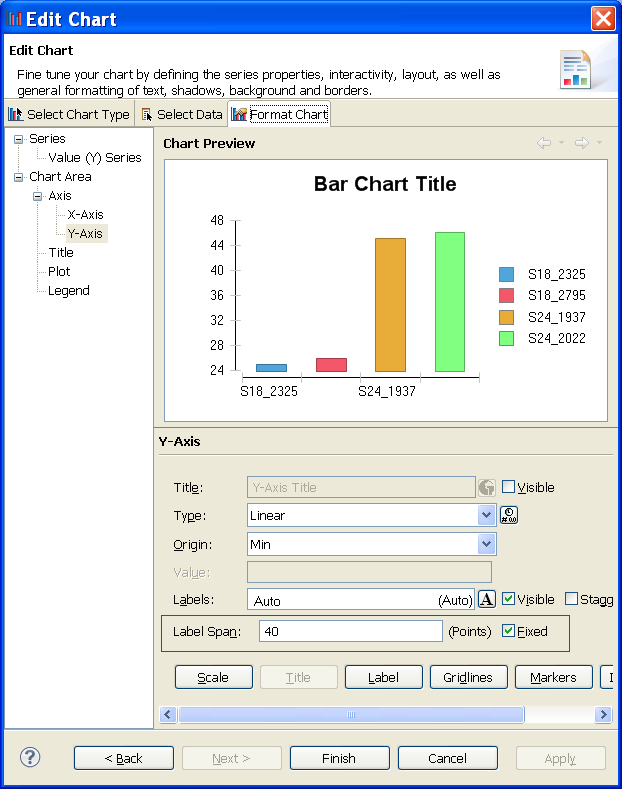 Edit Chart
Edit Chart
Fine tune your chart by defining the series properties, interactivity, layout, as well as
general formatting of text, shadows, background and borders.
Select Chart Type Select Data Format Chart
Series
Value (Y) Series
Chart Area
Axis
X-Axis
Y-Axis
Title
Plot
Legend
Chart Preview
Bar Chart Title
48
44
40
36
32
28
24
S18_2325 S24_1937
S18_2325
S18_2795
S24_1937
S24_2022
Y-Axis
Title: Y-Axis Title Visible
Type: Linear
Origin: Min
Value:
Labels: Auto (Auto) A Visible Stagg
Label Span: 40 (Points) Fixed
Scale Title Label Gridlines Markers
? < Back Next > Finish Cancel Apply